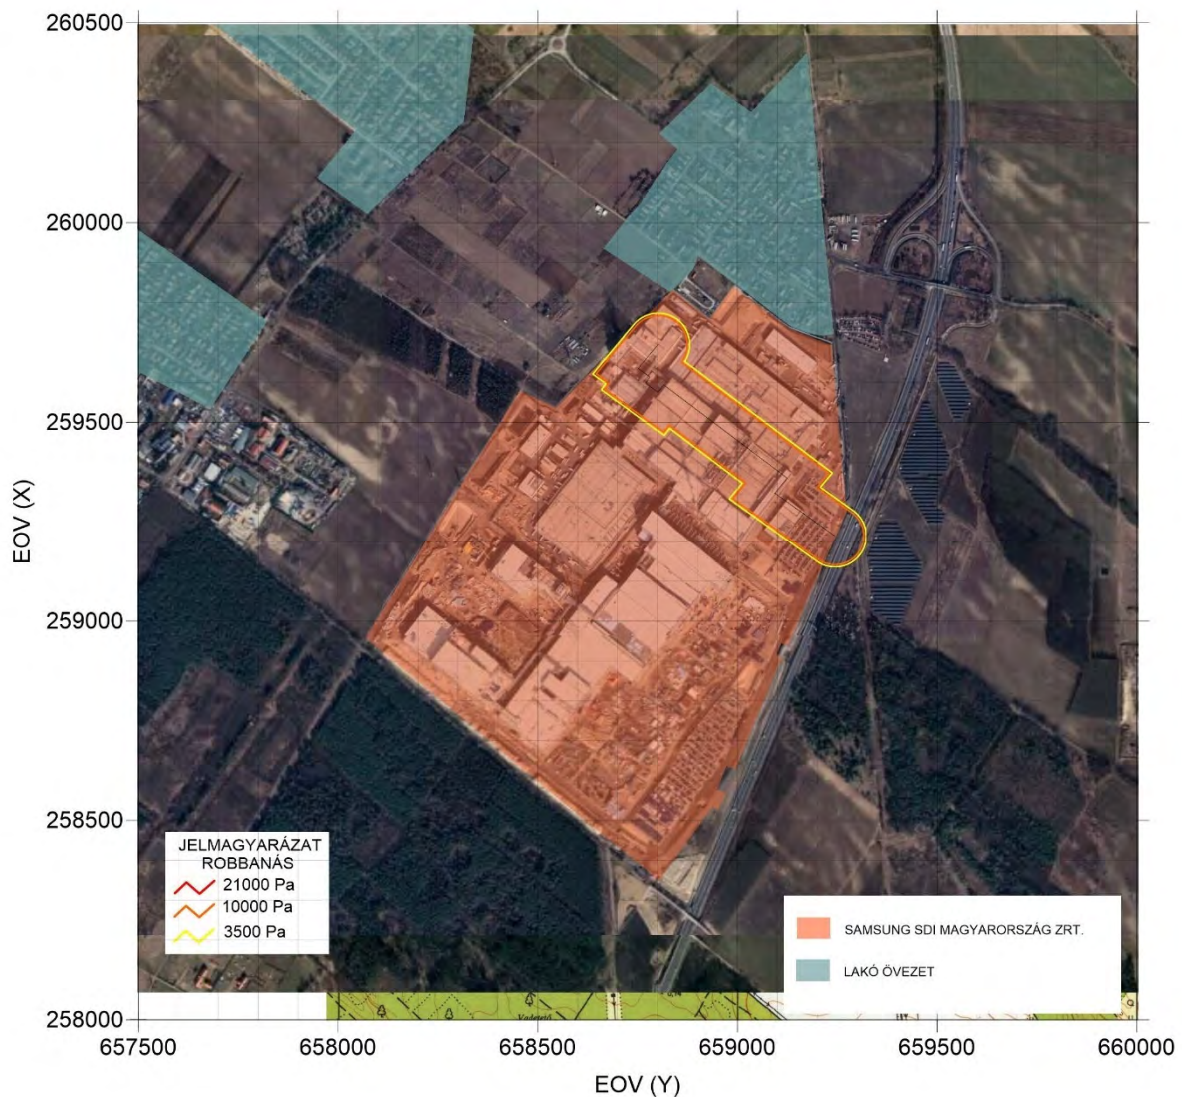 260500
260000
259500
259000
258500
258000
EOV (X)
657500
658000
658500
659000
659500
660000
EOV (Y)
JELMAGYARÁZAT
ROBBANÁS
21000 Pa
10000 Pa
3500 Pa
SAMSUNG SDI MAGYARORSZÁG ZRT.
LAKÓ ÖVEZET